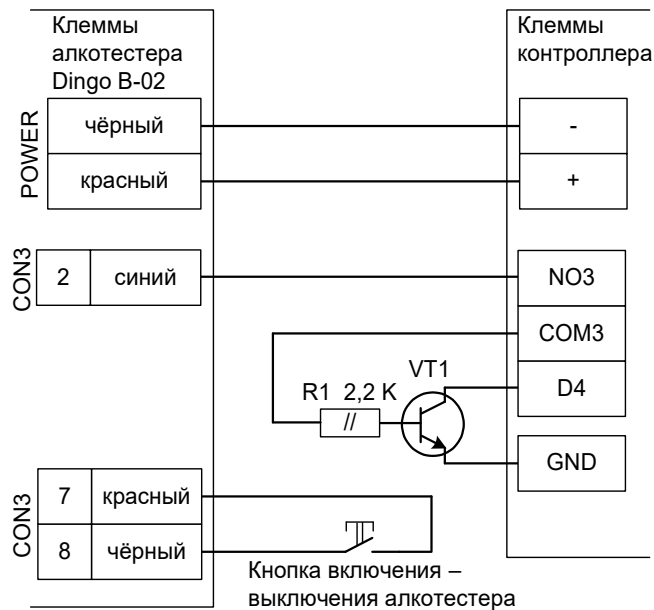 Клеммы
алкотестера
Dingo B-02
Клеммы
контроллера
POWER
чёрный
-
красный
+
CON3
2
синий
NO3
COM3
VT1
R1 2,2 K
D4
//
GND
CON3
7
красный
8
чёрный
Кнопка включения –
выключения алкотестера